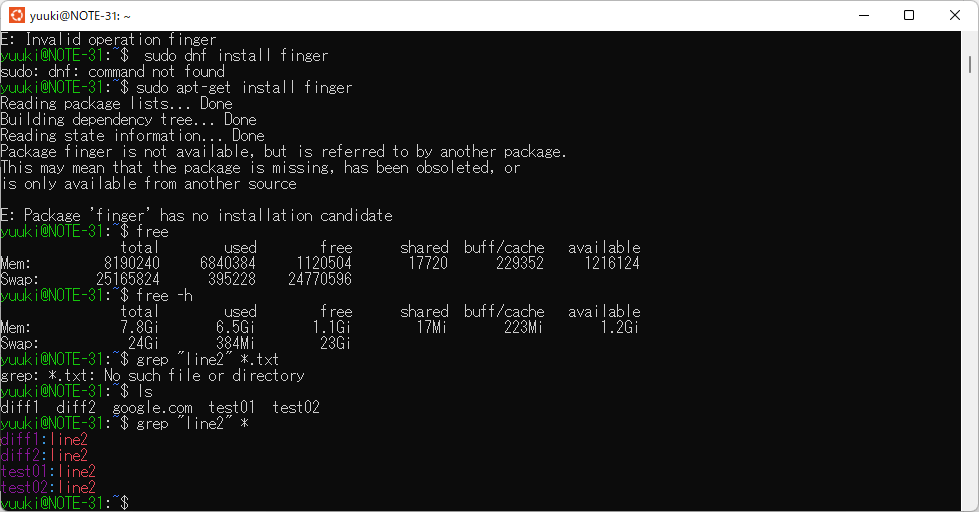 yuuki@NOTE-31: ~
E: Invalid operation finger
yuuki@NOTE-31:~$  sudo dnf install finger
sudo: dnf: command not found
yuuki@NOTE-31:~$ sudo apt-get install finger
Reading package lists... Done
Building dependency tree... Done
Reading state information... Done
Package finger is not available, but is referred to by another package.
This may mean that the package is missing, has been obsoleted, or
is only available from another source

E: Package 'finger' has no installation candidate
yuuki@NOTE-31:~$ free
               total        used        free      shared  buff/cache   available
Mem:         8190240     6840384     1120504       17720      229352     1216124
Swap:       25165824      395228    24770596
yuuki@NOTE-31:~$ free -h
               total        used        free      shared  buff/cache   available
Mem:           7.8Gi       6.5Gi       1.1Gi        17Mi       223Mi       1.2Gi
Swap:           24Gi       384Mi        23Gi
yuuki@NOTE-31:~$ grep "line2" *.txt
grep: *.txt: No such file or directory
yuuki@NOTE-31:~$ ls
diff1  diff2  google.com  test01  test02
yuuki@NOTE-31:~$ grep "line2" *
diff1:line2
diff2:line2
test01:line2
test02:line2
yuuki@NOTE-31:~$